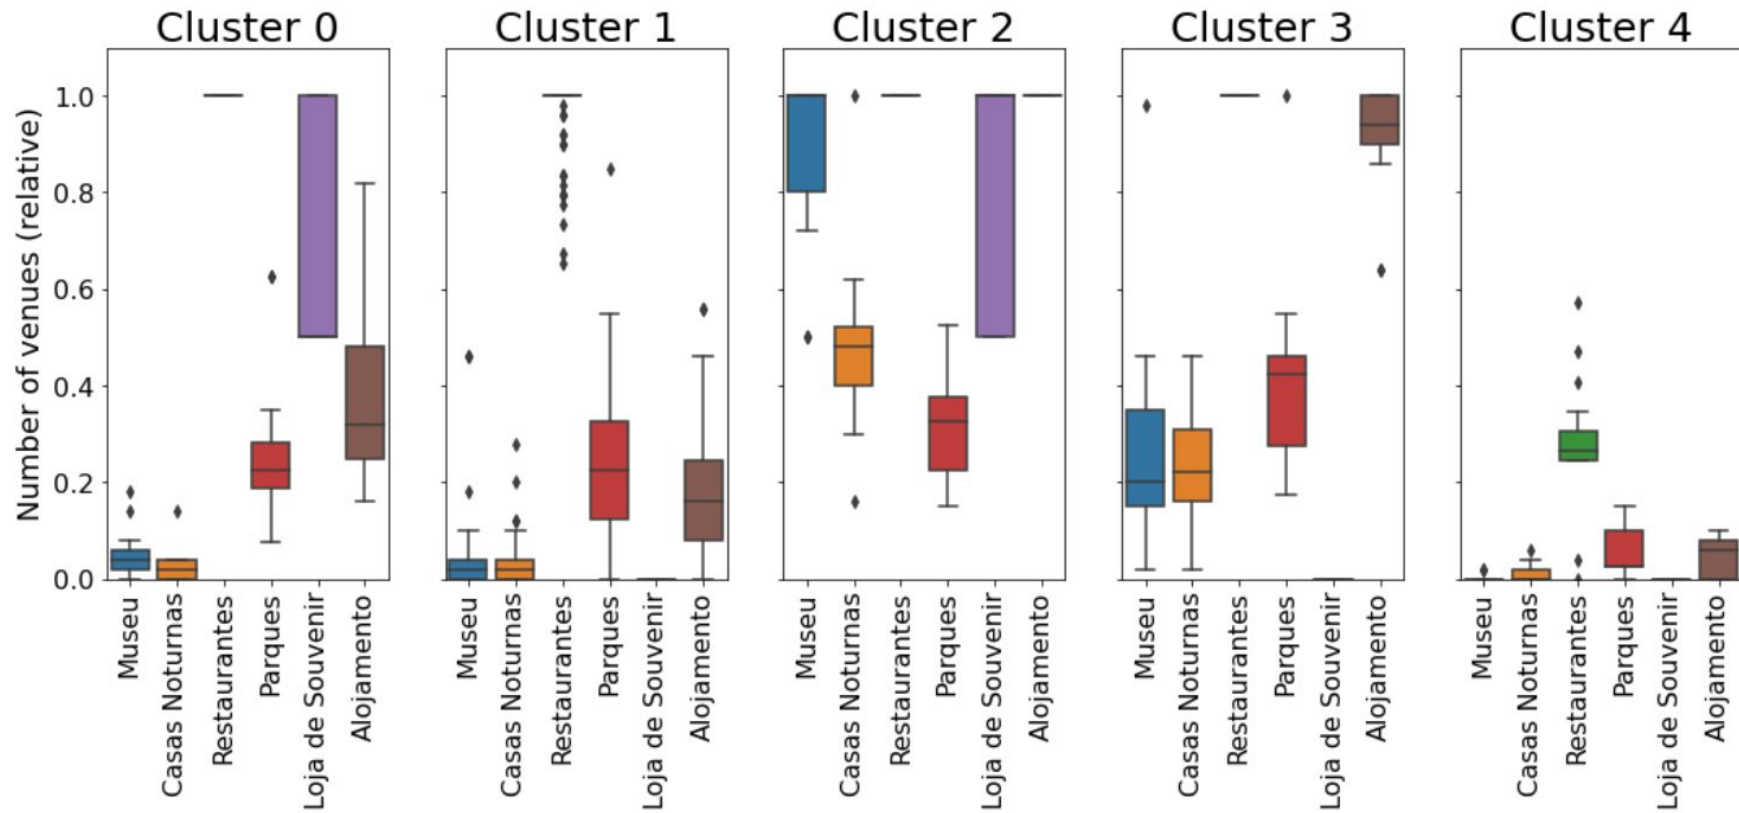 Cluster 0
Cluster 1
Cluster 2
Cluster 3
Cluster 4
Number of venues (relative)
1.0
0.8
0.6
0.4
0.2
0.0
Museu
Casas Noturnas
Restaurantes
Parques
Loja de Souvenir
Alojamento
Museu
Casas Noturnas
Restaurantes
Parques
Loja de Souvenir
Alojamento
Museu
Casas Noturnas
Restaurantes
Parques
Loja de Souvenir
Alojamento
Museu
Casas Noturnas
Restaurantes
Parques
Loja de Souvenir
Alojamento
Museu
Casas Noturnas
Restaurantes
Parques
Loja de Souvenir
Alojamento